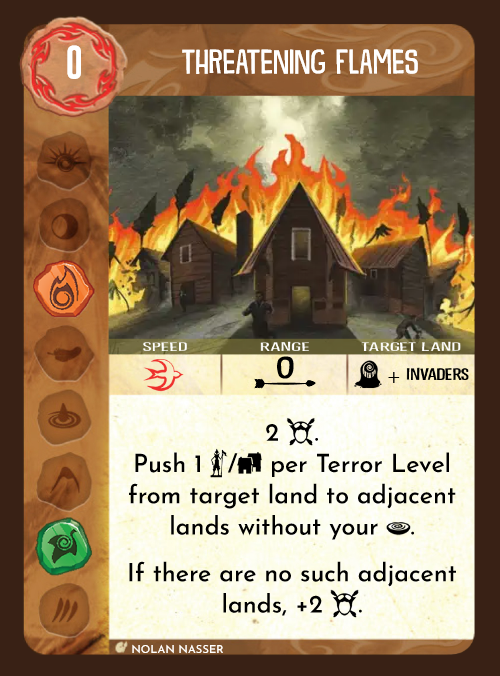 0
THREATENING FLAMES
SPEED
RANGE
TARGET LAND
0
+ INVADERS
2 .
Push 1 / per Terror Level
from target land to adjacent
lands without your .
If there are no such adjacent
lands, +2 .
NOLAN NASSER